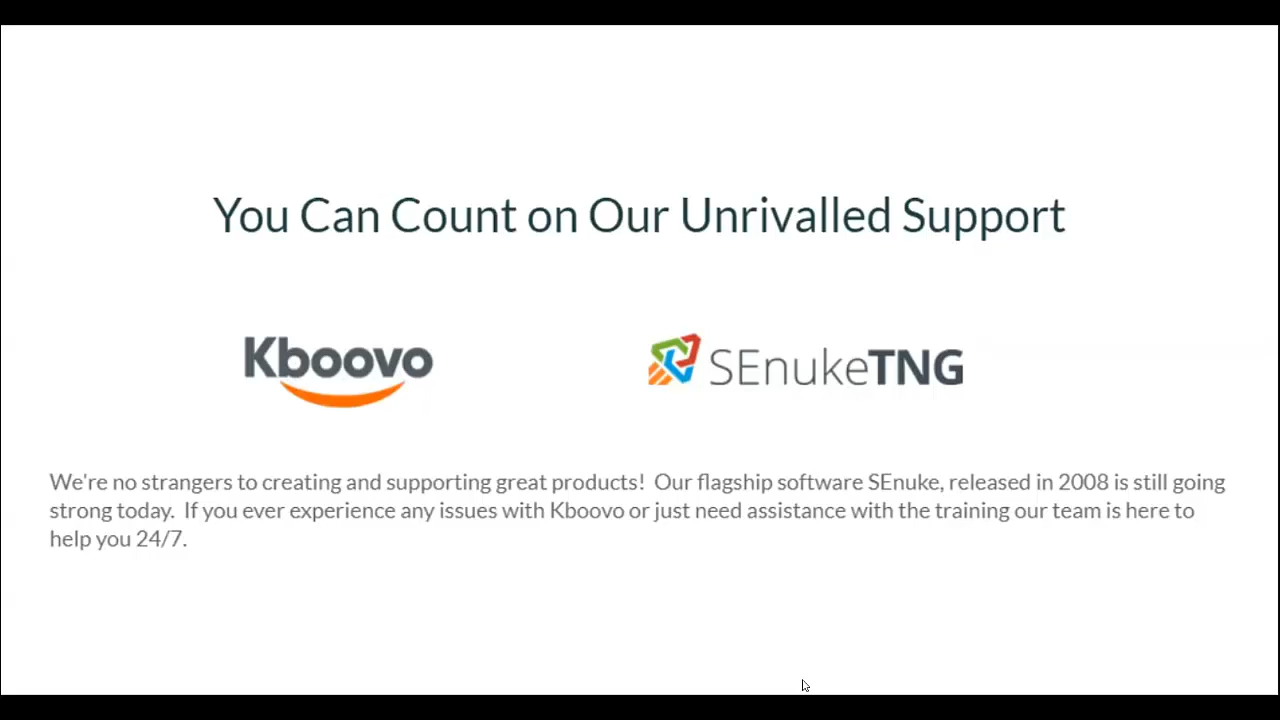 You Can Count on Our Unrivalled Support
Kboovo
SEnukeTNG
We're no strangers to creating and supporting great products!  Our flagship software SEnuke, released in 2008 is still going
strong today.  If you ever experience any issues with Kboovo or just need assistance with the training our team is here to
help you 24/7.